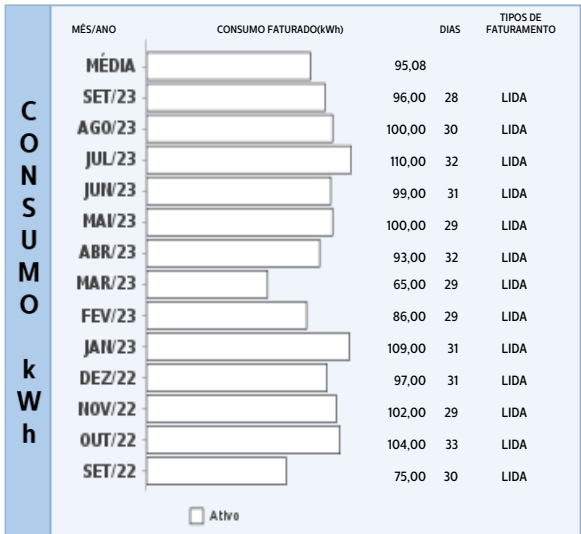 MÊS/ANO CONSUMO FATURADO(kWh) DIAS TIPOS DE FATURAMENTO
MÉDIA 95,08
SET/23 96,00 28 LIDA
AGO/23 100,00 30 LIDA
JUL/23 110,00 32 LIDA
JUN/23 99,00 31 LIDA
MAI/23 100,00 29 LIDA
ABR/23 93,00 32 LIDA
MAR/23 65,00 29 LIDA
FEV/23 86,00 29 LIDA
JAN/23 109,00 31 LIDA
DEZ/22 97,00 31 LIDA
NOV/22 102,00 29 LIDA
OUT/22 104,00 33 LIDA
SET/22 75,00 30 LIDA
Ativo
CONSUMO kWh